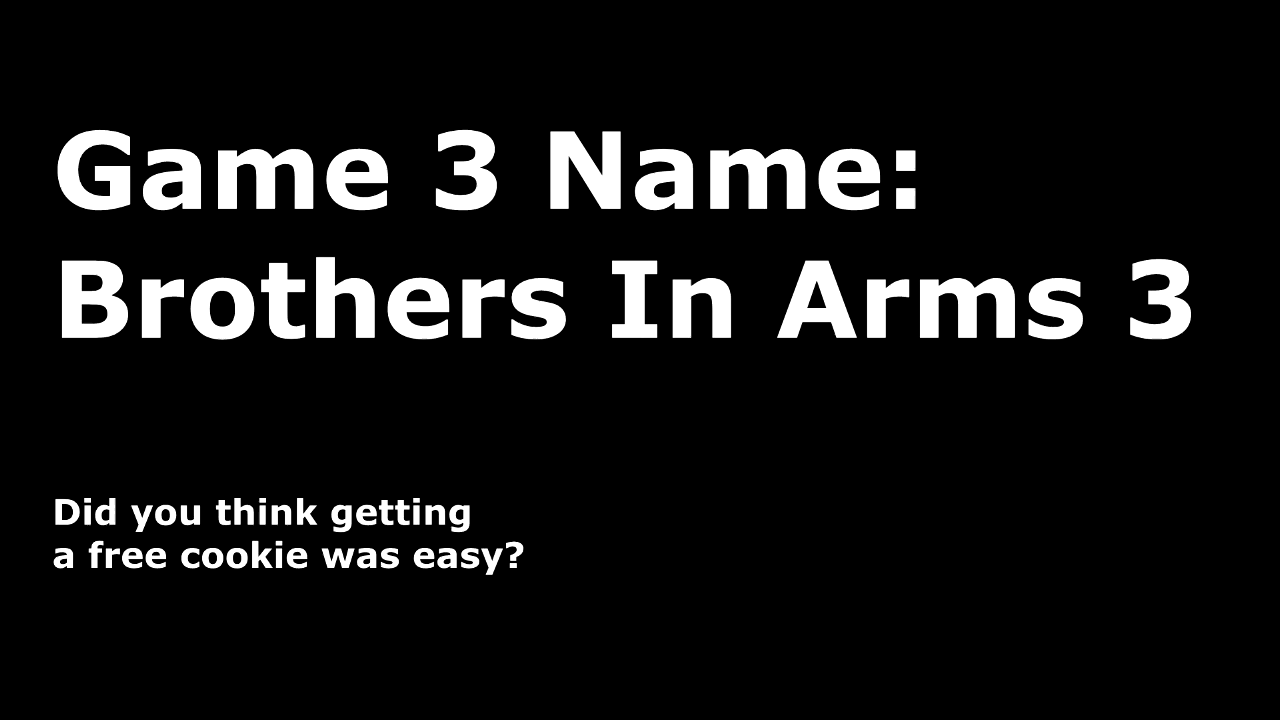 Game 3 Name:
Brothers In Arms 3
Did you think getting
a free cookie was easy?